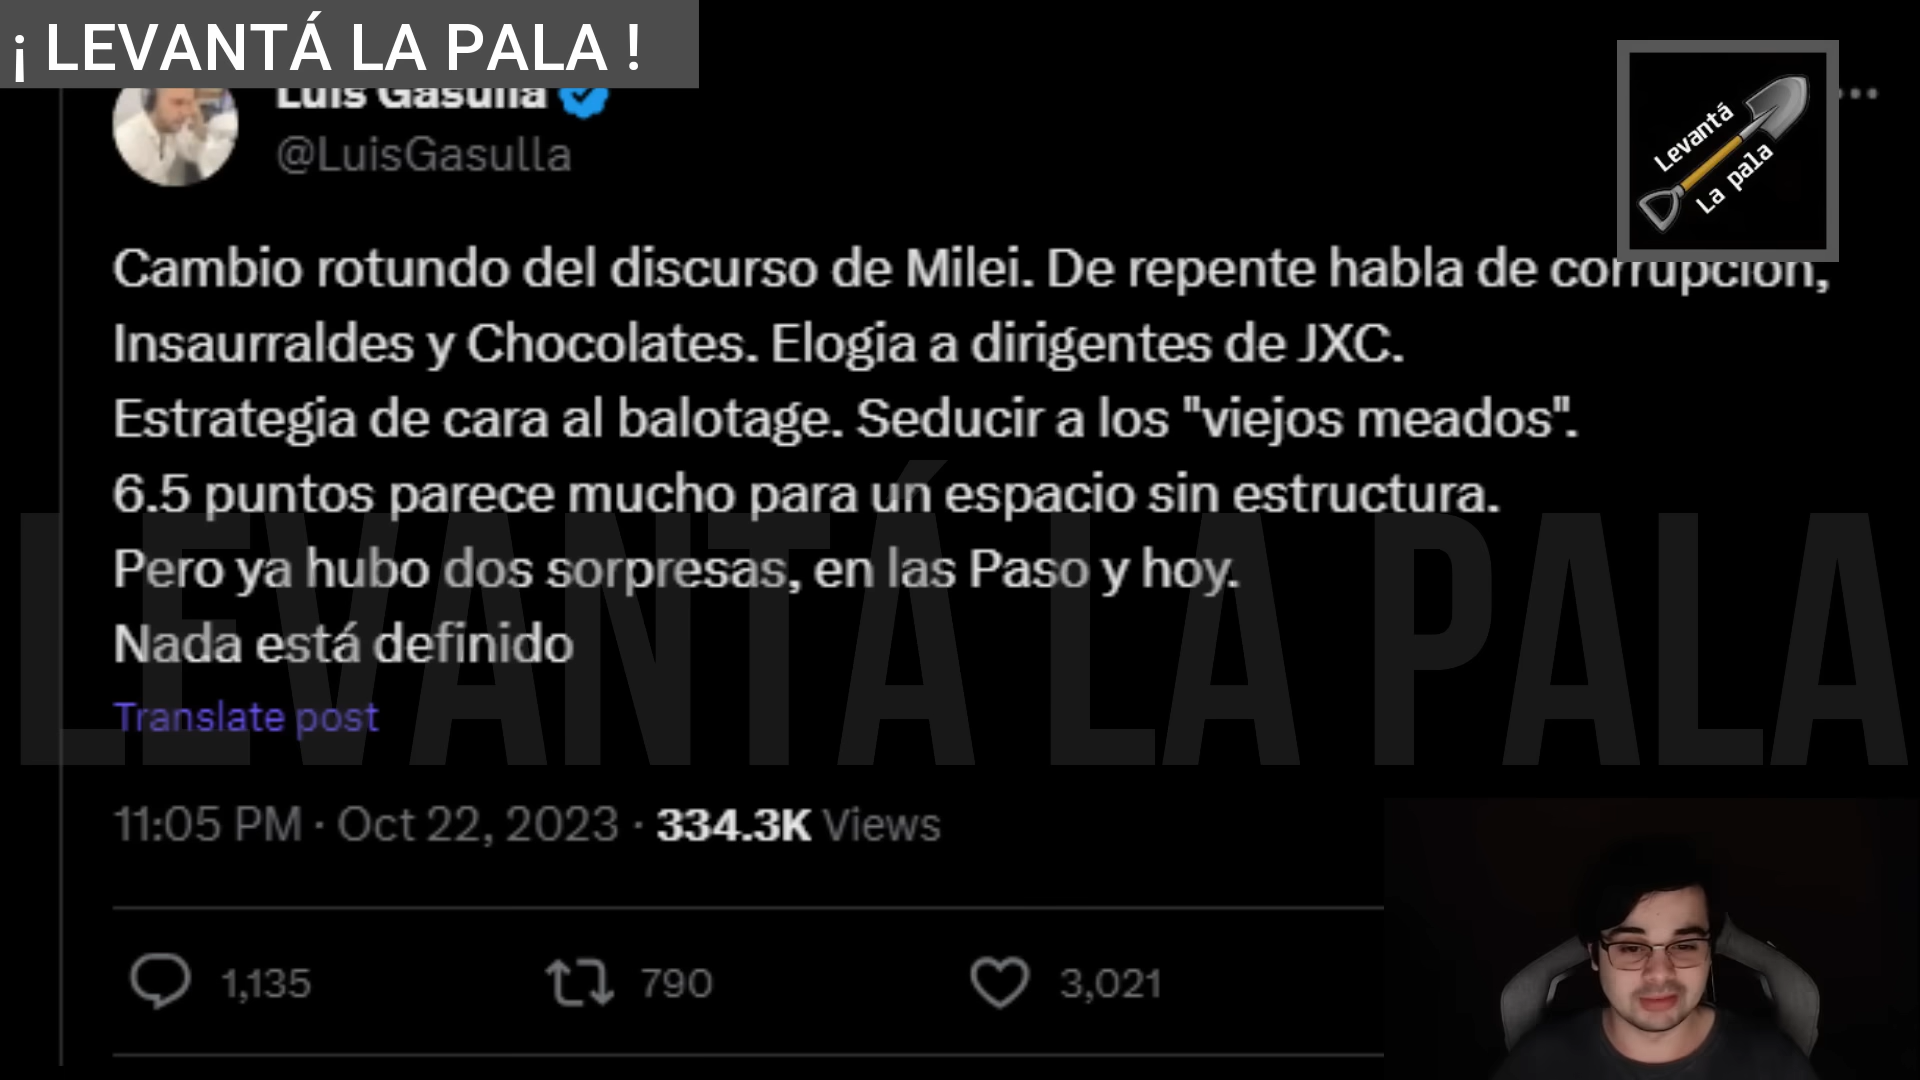 ¡ LEVANTÁ LA PALA !
Luis Gasulla
@LuisGasulla
Levantá
La pala
Cambio rotundo del discurso de Milei. De repente habla de corrupción,
Insaurraldes y Chocolates. Elogia a dirigentes de JXC.
Estrategia de cara al balotage. Seducir a los "viejos meados".
6.5 puntos parece mucho para un espacio sin estructura.
Pero ya hubo dos sorpresas, en las Paso y hoy.
Nada está definido
LEVANTÁ LA PALA
Translate post
11:05 PM · Oct 22, 2023 · 334.3K Views
1,135 790 3,021